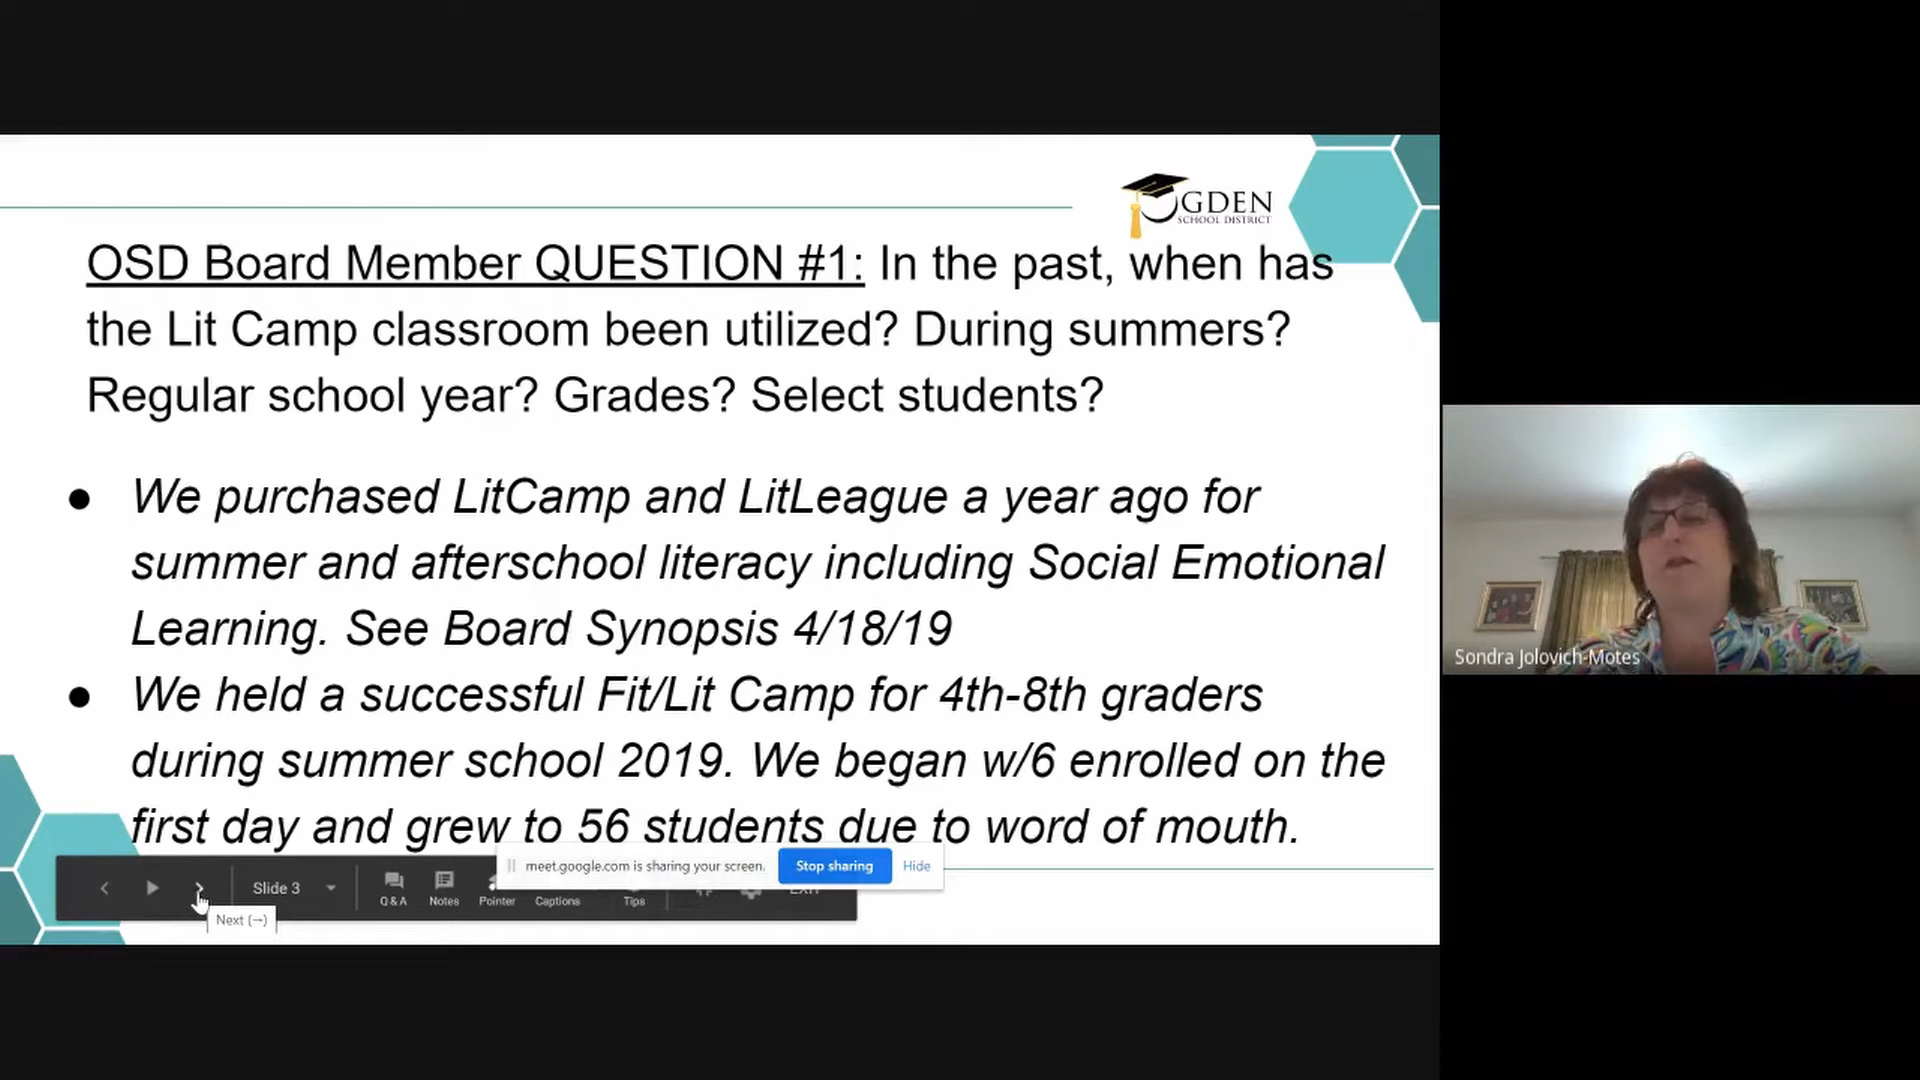 GDEN
SCHOOL DISTRICT
OSD Board Member QUESTION #1: In the past, when has
the Lit Camp classroom been utilized? During summers?
Regular school year? Grades? Select students?
● We purchased LitCamp and LitLeague a year ago for
summer and afterschool literacy including Social Emotional
Learning. See Board Synopsis 4/18/19
● We held a successful Fit/Lit Camp for 4th-8th graders
during summer school 2019. We began w/6 enrolled on the
first day and grew to 56 students due to word of mouth.
Sondra Jolovich-Motes
meet.google.com is sharing your screen. Stop sharing Hide
Slide 3
Q & A Notes Pointer Captions Tips
Next (→)